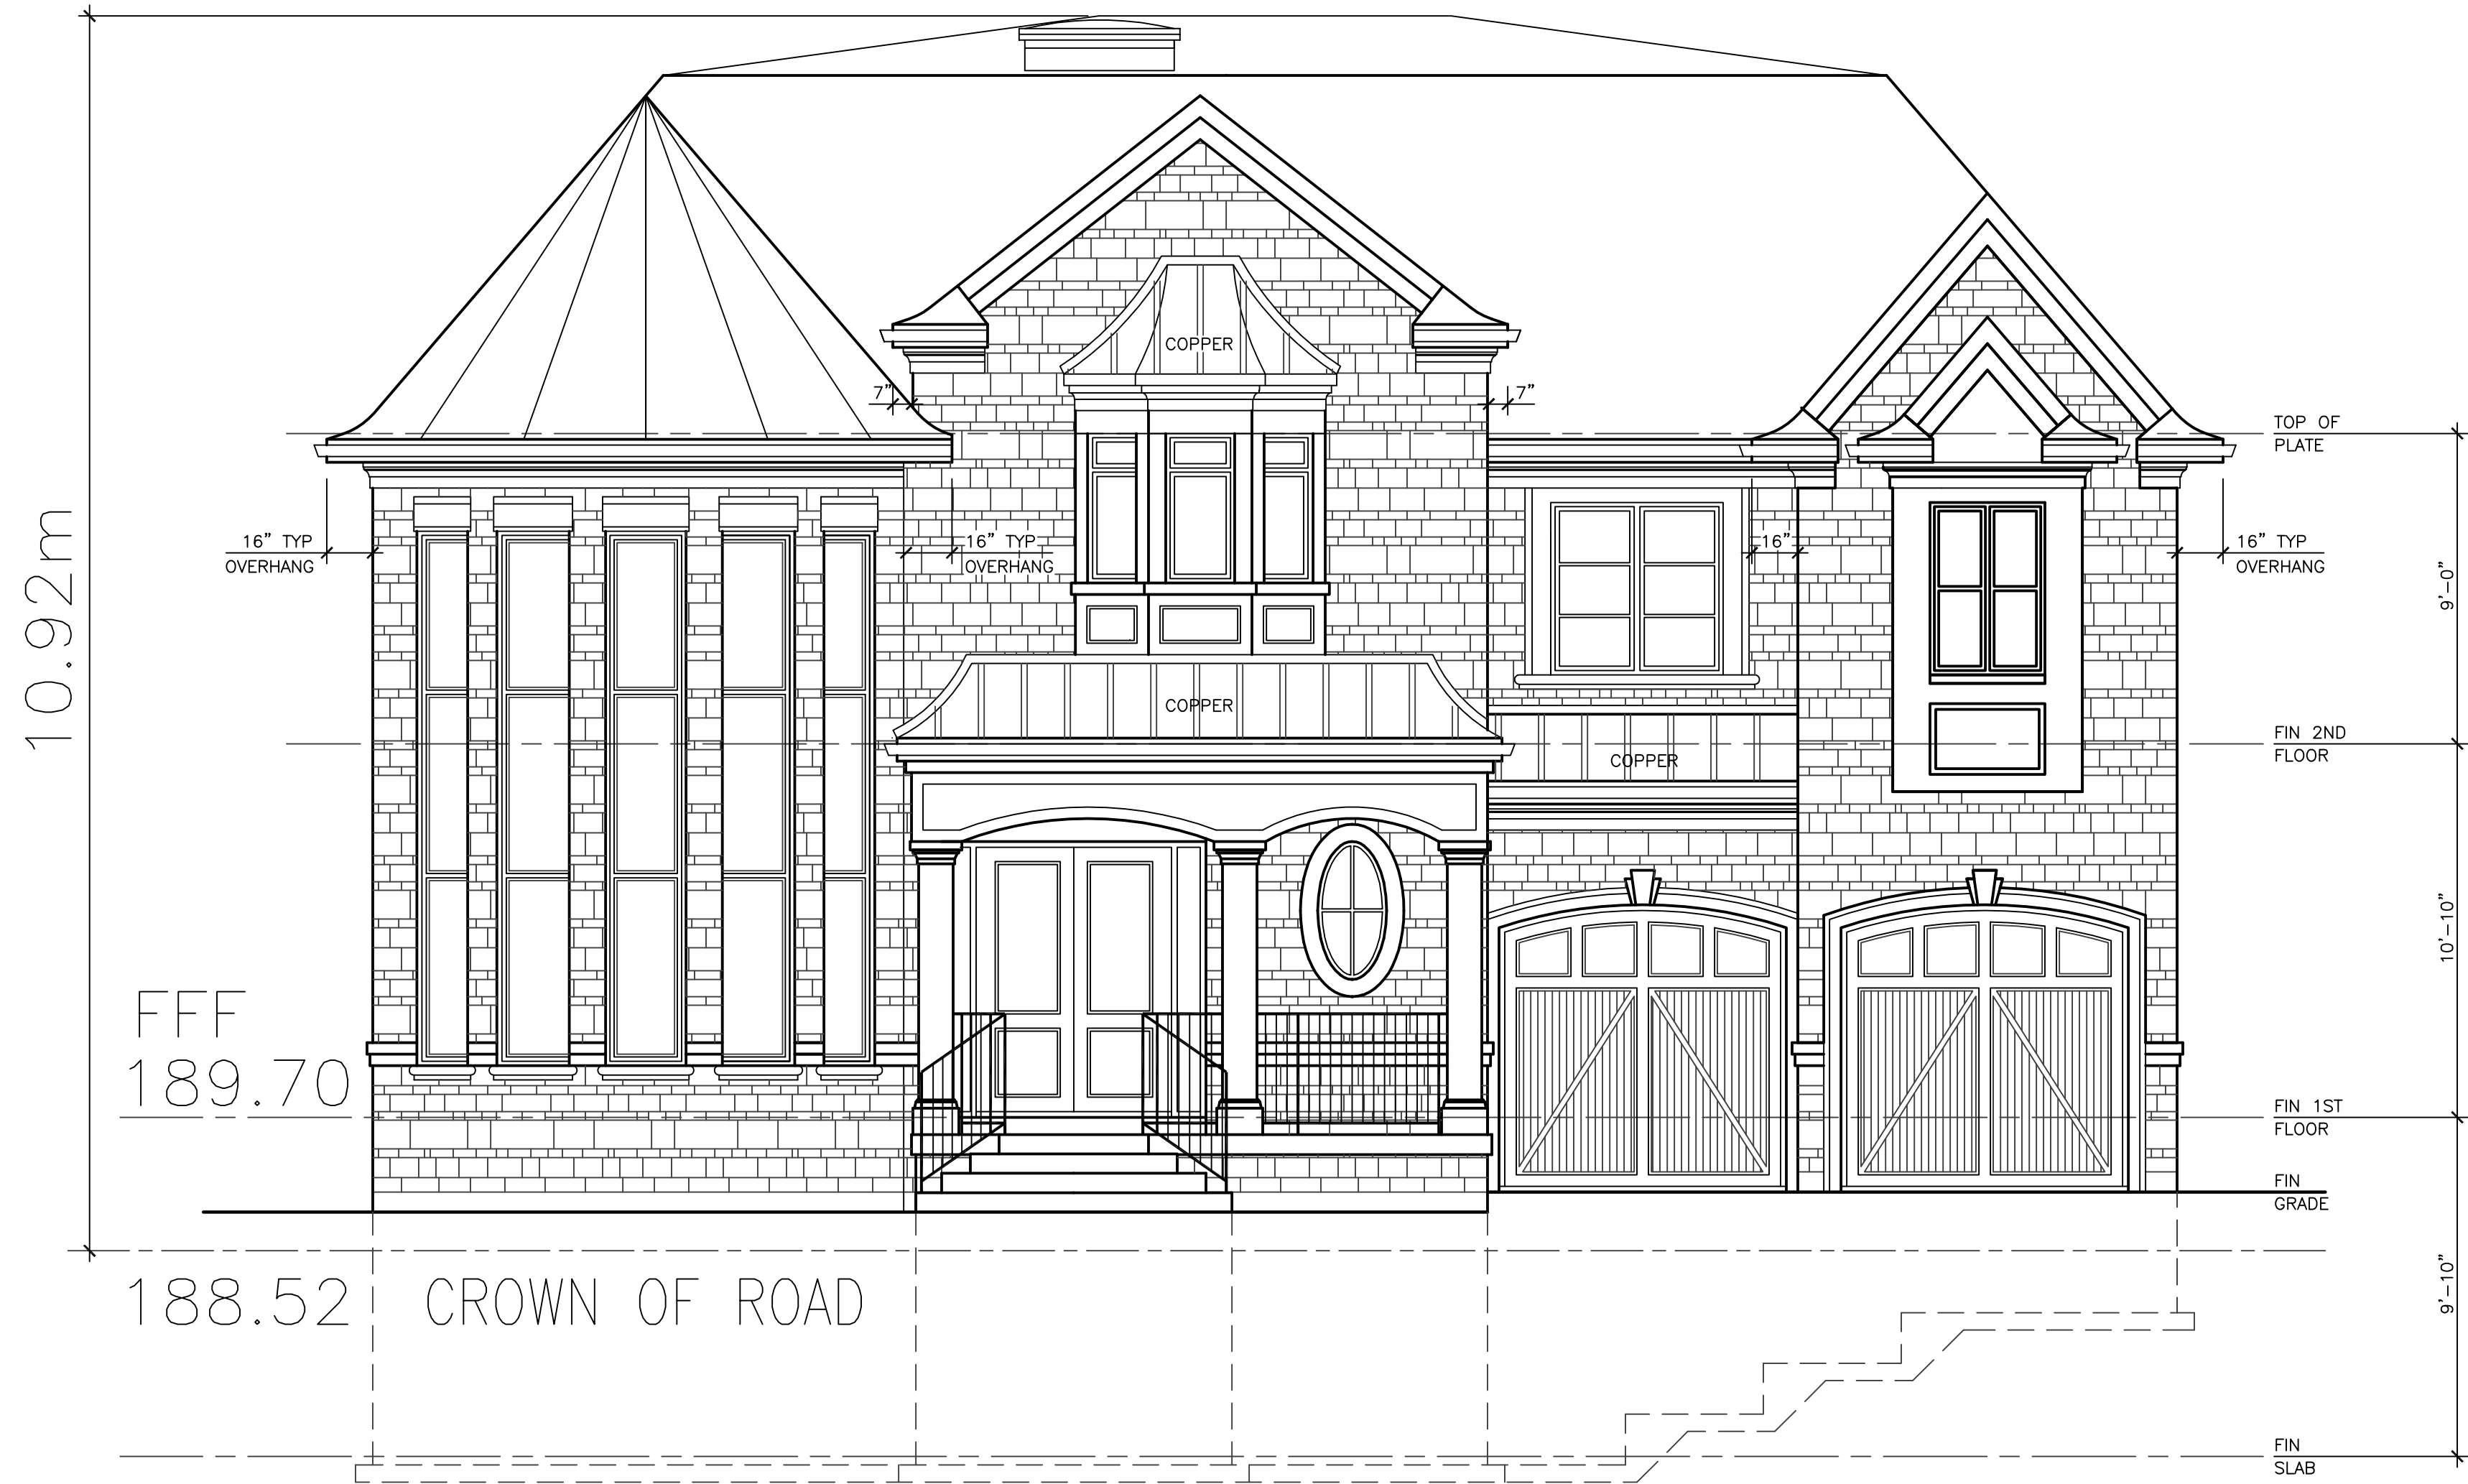 10.92m
COPPER
7”
7”
TOP OF
PLATE
16” TYP
OVERHANG
16” TYP
OVERHANG
16”
16” TYP
OVERHANG
9’-0”
COPPER
FIN 2ND
FLOOR
COPPER
10’-10”
FFF
189.70
FIN 1ST
FLOOR
FIN
GRADE
188.52 CROWN OF ROAD
9’-10”
FIN
SLAB